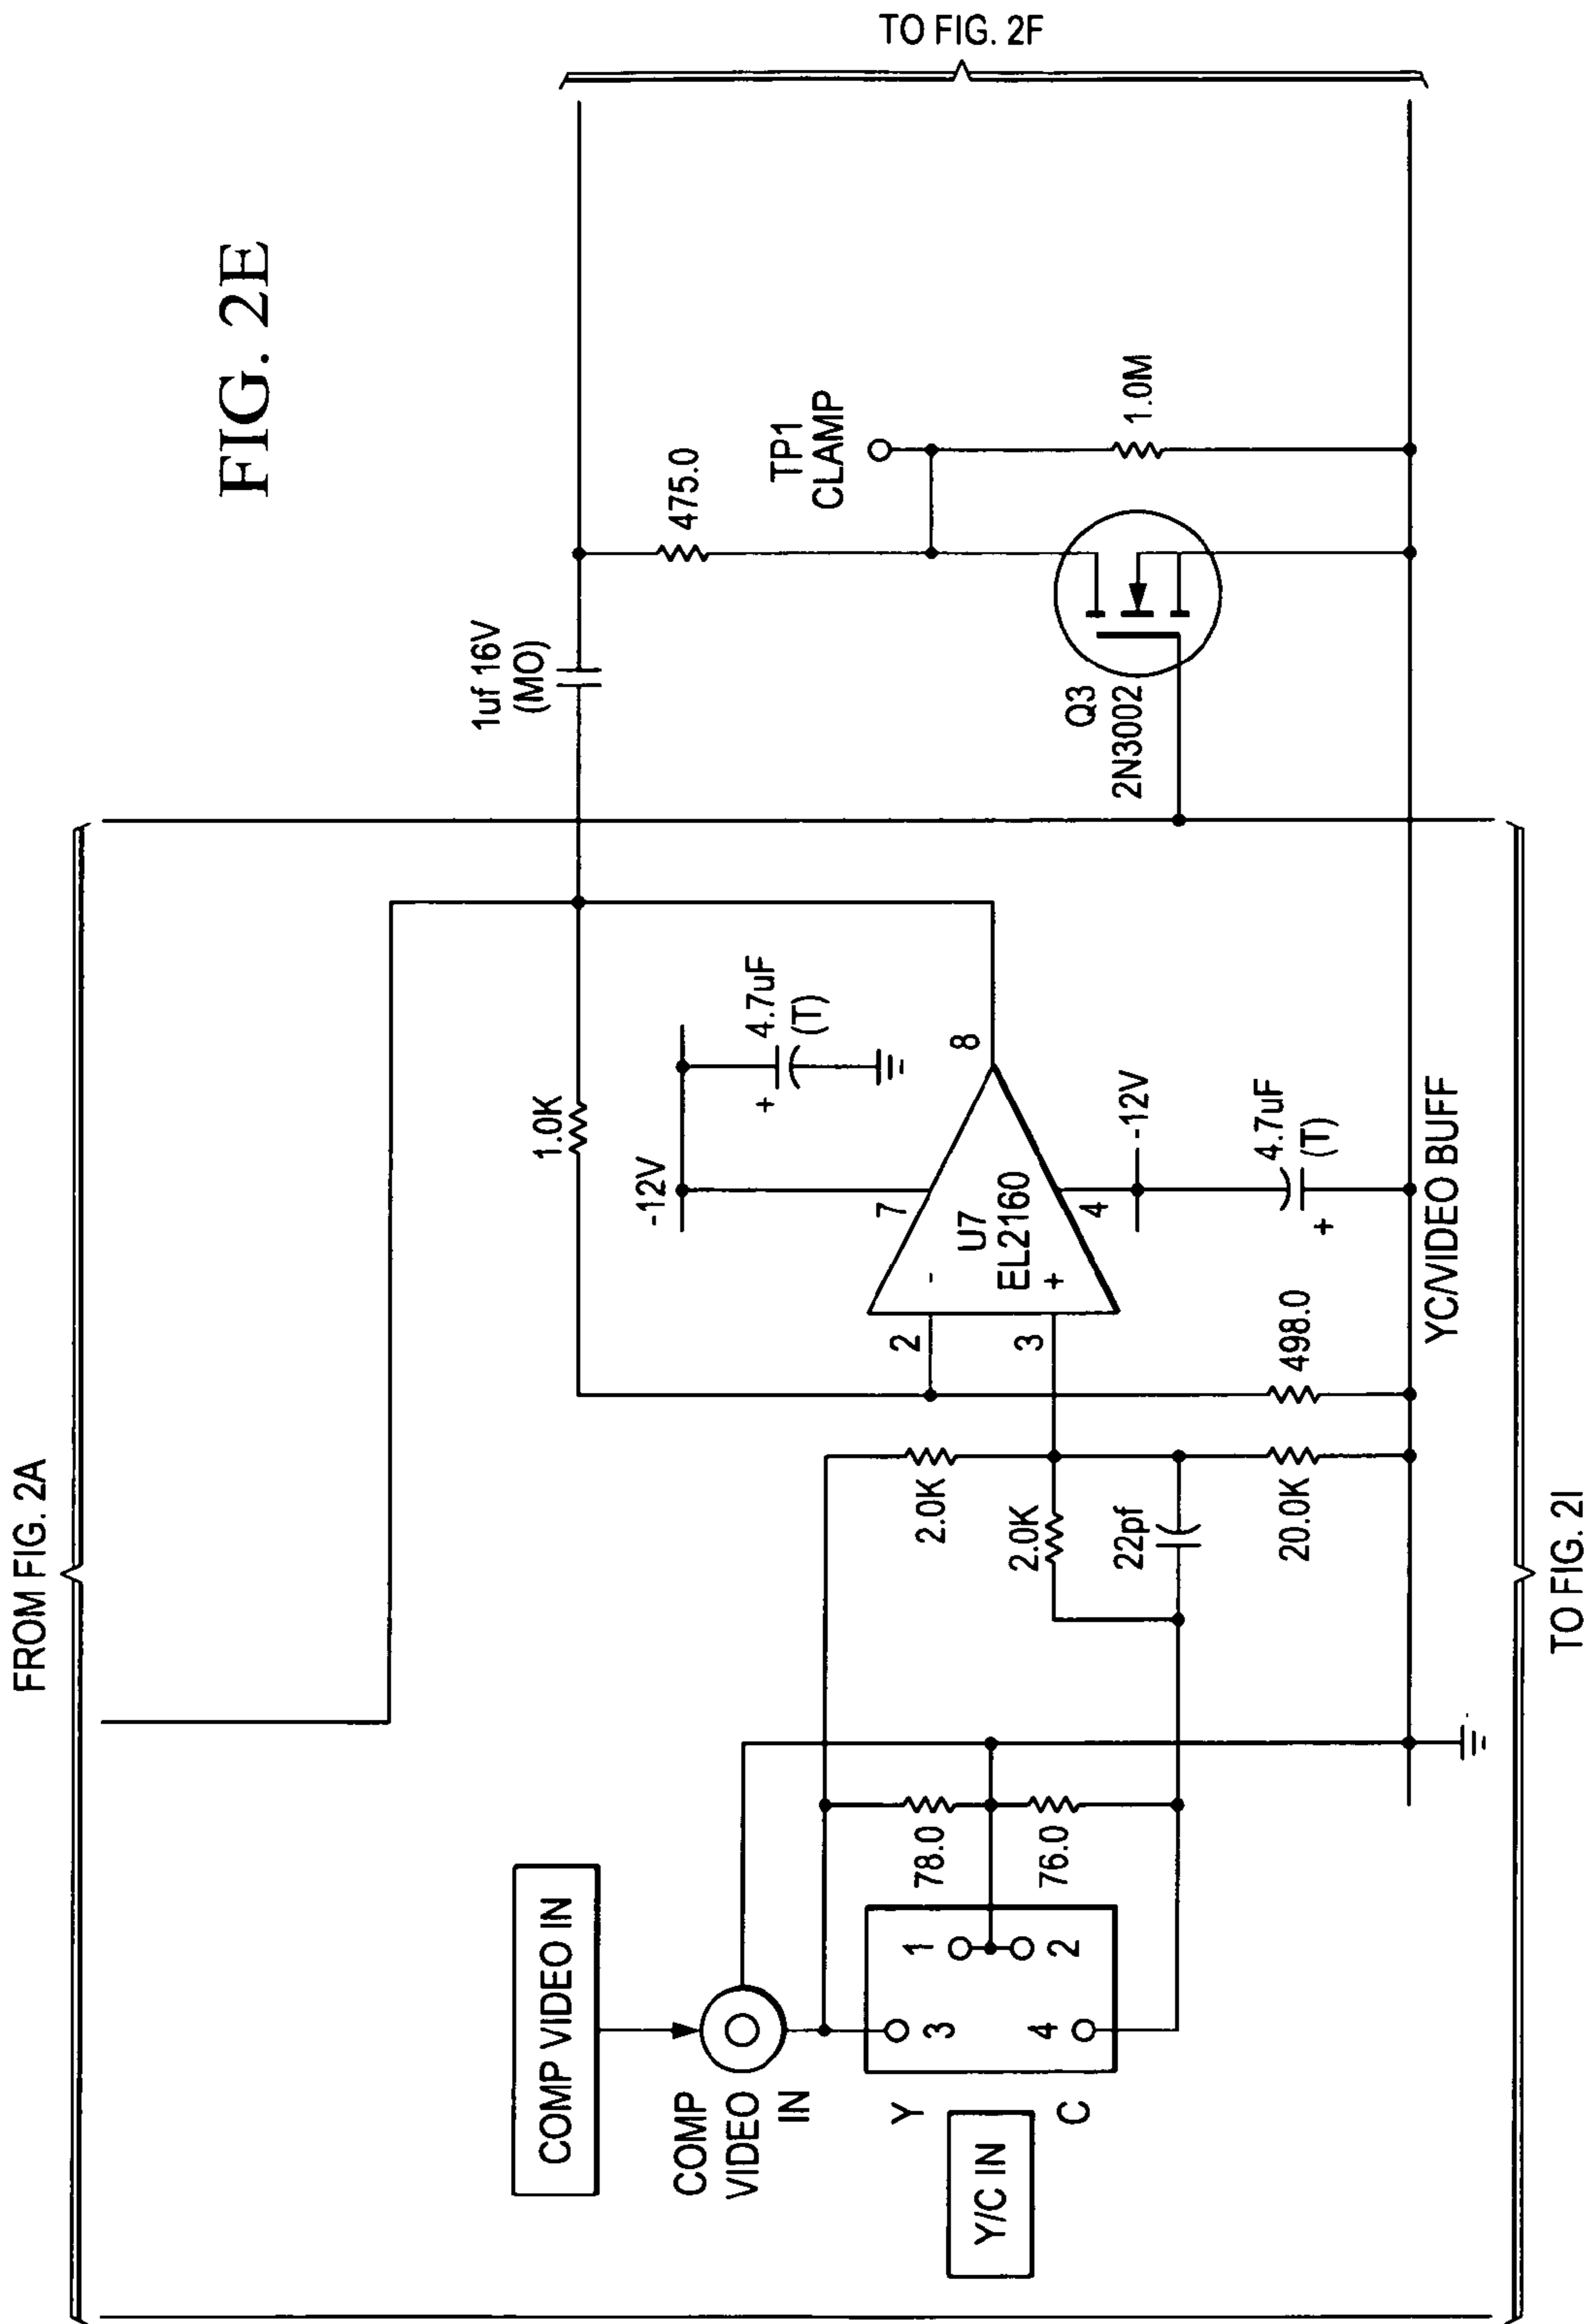 FIG. 2E
FROM FIG. 2A
TO FIG. 2F
TO FIG. 2I
COMP VIDEO IN
COMP
VIDEO
IN
Y
C
Y/C IN
3
4
1
2
78.0
76.0
2.0K
2.0K
22pf
20.0K
498.0
1.0K
-12V
4.7uF
(T)
+
2
3
7
4
8
-
+
U7
EL2160
-12V
4.7uF
(T)
+
YC/VIDEO BUFF
1uf 16V
(MO)
475.0
TP1
CLAMP
1.0M
Q3
2N3002